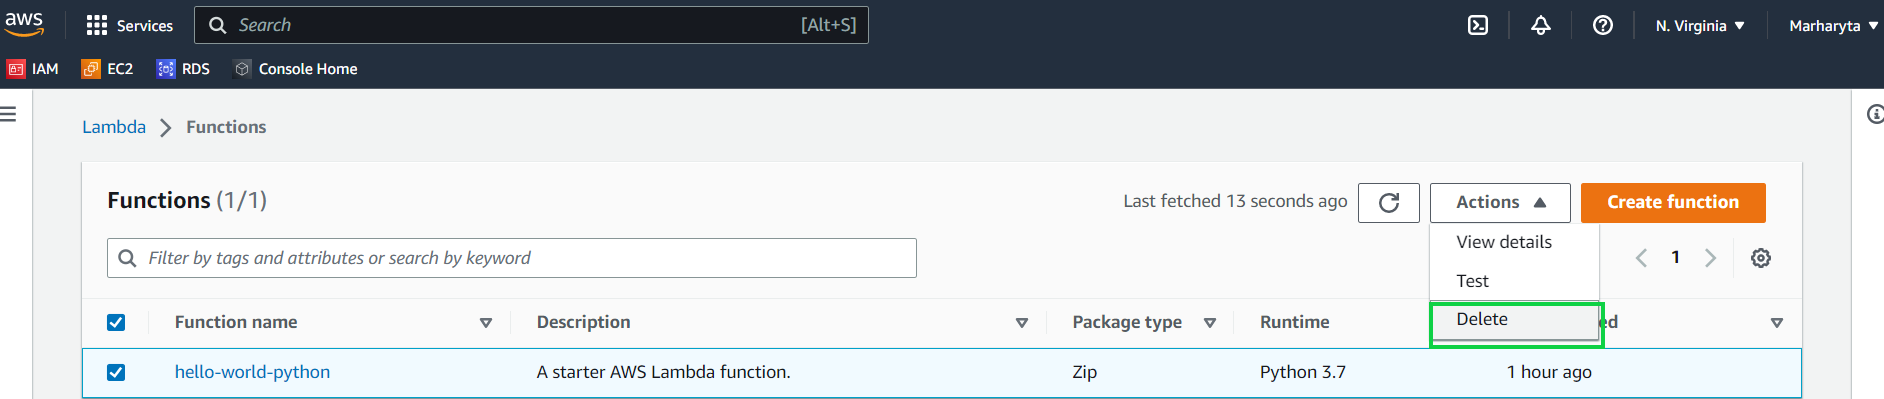 aws Services Search [Alt+S] N. Virginia Marharyta
IAM EC2 RDS Console Home
Lambda Functions
Functions (1/1) Last fetched 13 seconds ago Actions Create function
View details
Filter by tags and attributes or search by keyword 1
Test
Delete
Function name Description Package type Runtime ed
hello-world-python A starter AWS Lambda function. Zip Python 3.7 1 hour ago